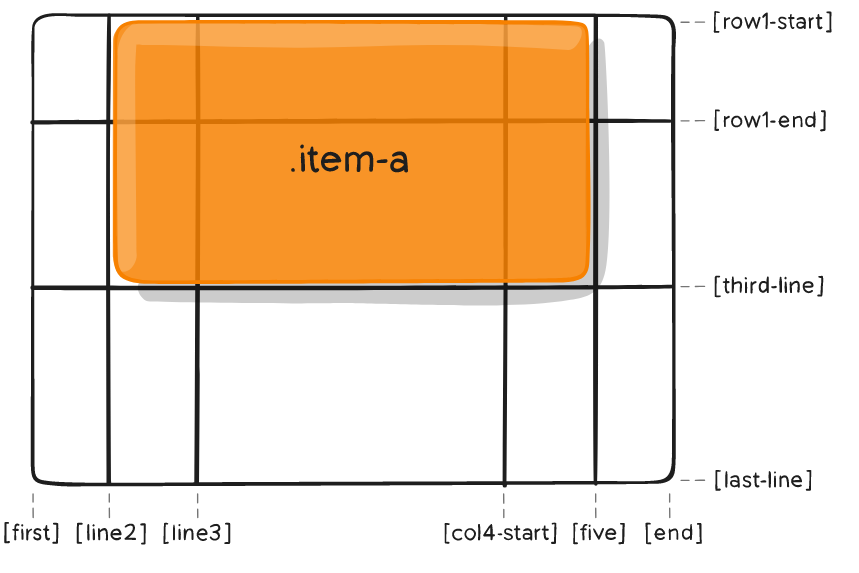 [row1-start]
[row1-end]
.item-a
[third-line]
[last-line]
[first] [line2] [line3] [col4-start] [five] [end]